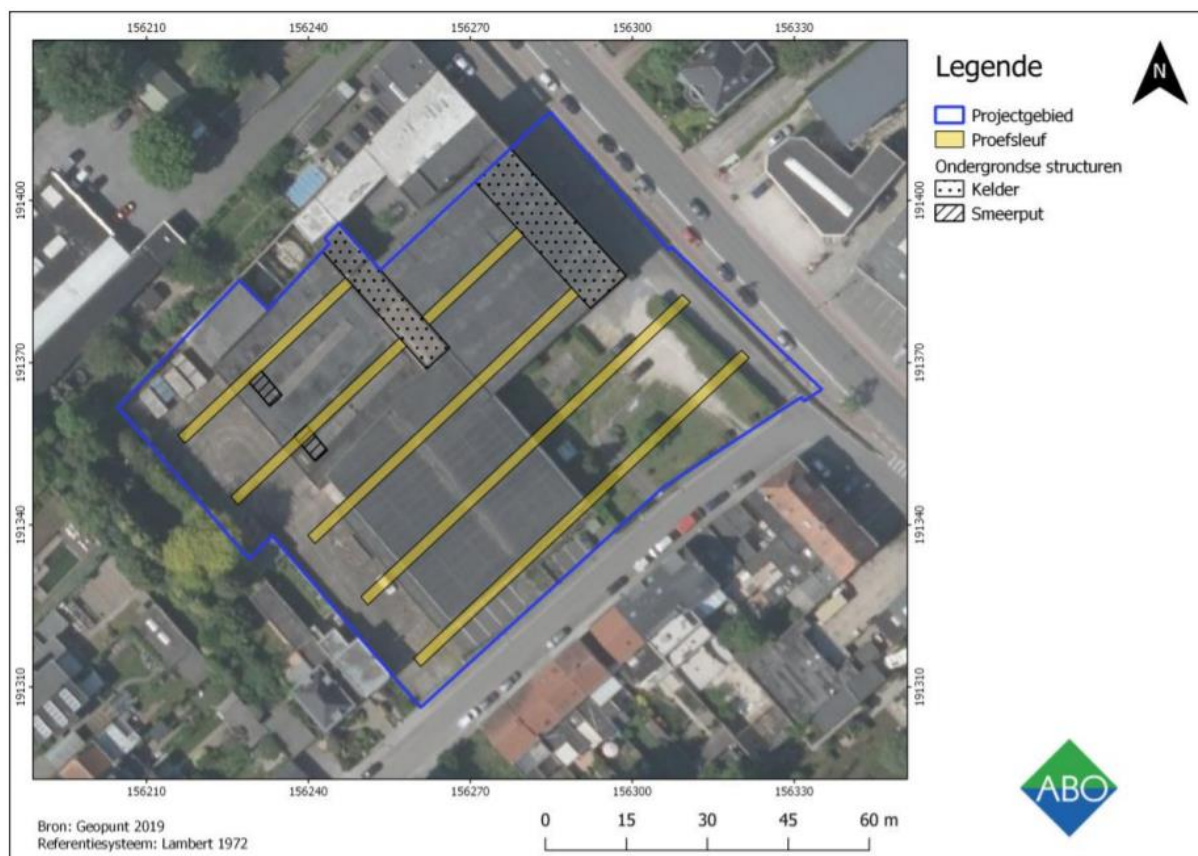 156210 156240 156270 156300 156330
191400 191400
191370 191370
191340 191340
191310 191310
156210 156240 156270 156300 156330
Legende
N
Projectgebied
Proefsleuf
Ondergrondse structuren
Kelder
Smeerput
Bron: Geopunt 2019
Referentiesysteem: Lambert 1972
0 15 30 45 60 m
ABO